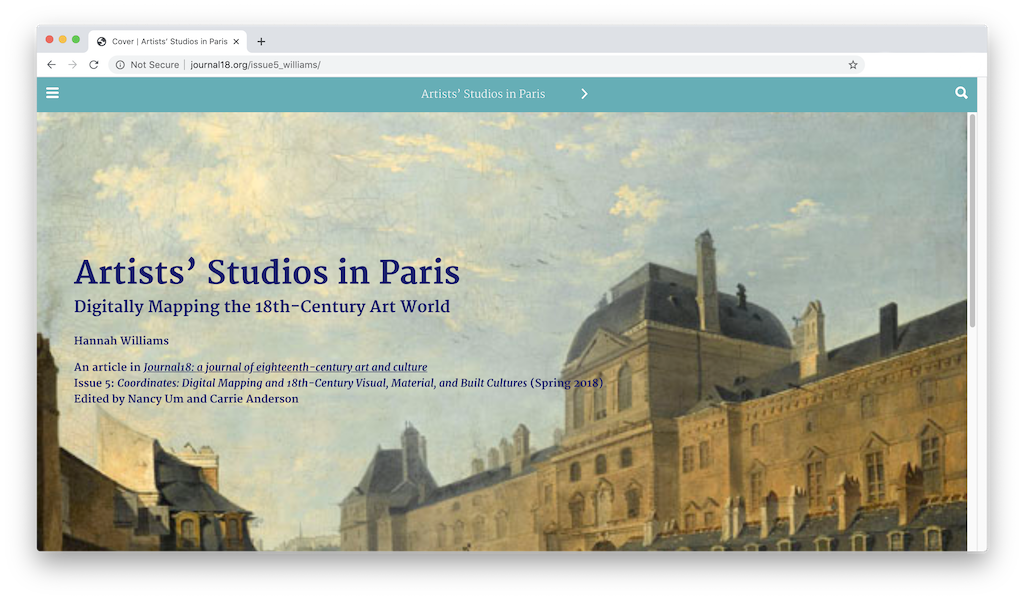 Cover | Artists' Studios in Paris
Not Secure | journal18.org/issue5_williams/
Artists’ Studios in Paris
Artists’ Studios in Paris
Digitally Mapping the 18th-Century Art World
Hannah Williams
An article in Journal18: a journal of eighteenth-century art and culture
Issue 5: Coordinates: Digital Mapping and 18th-Century Visual, Material, and Built Cultures (Spring 2018)
Edited by Nancy Um and Carrie Anderson